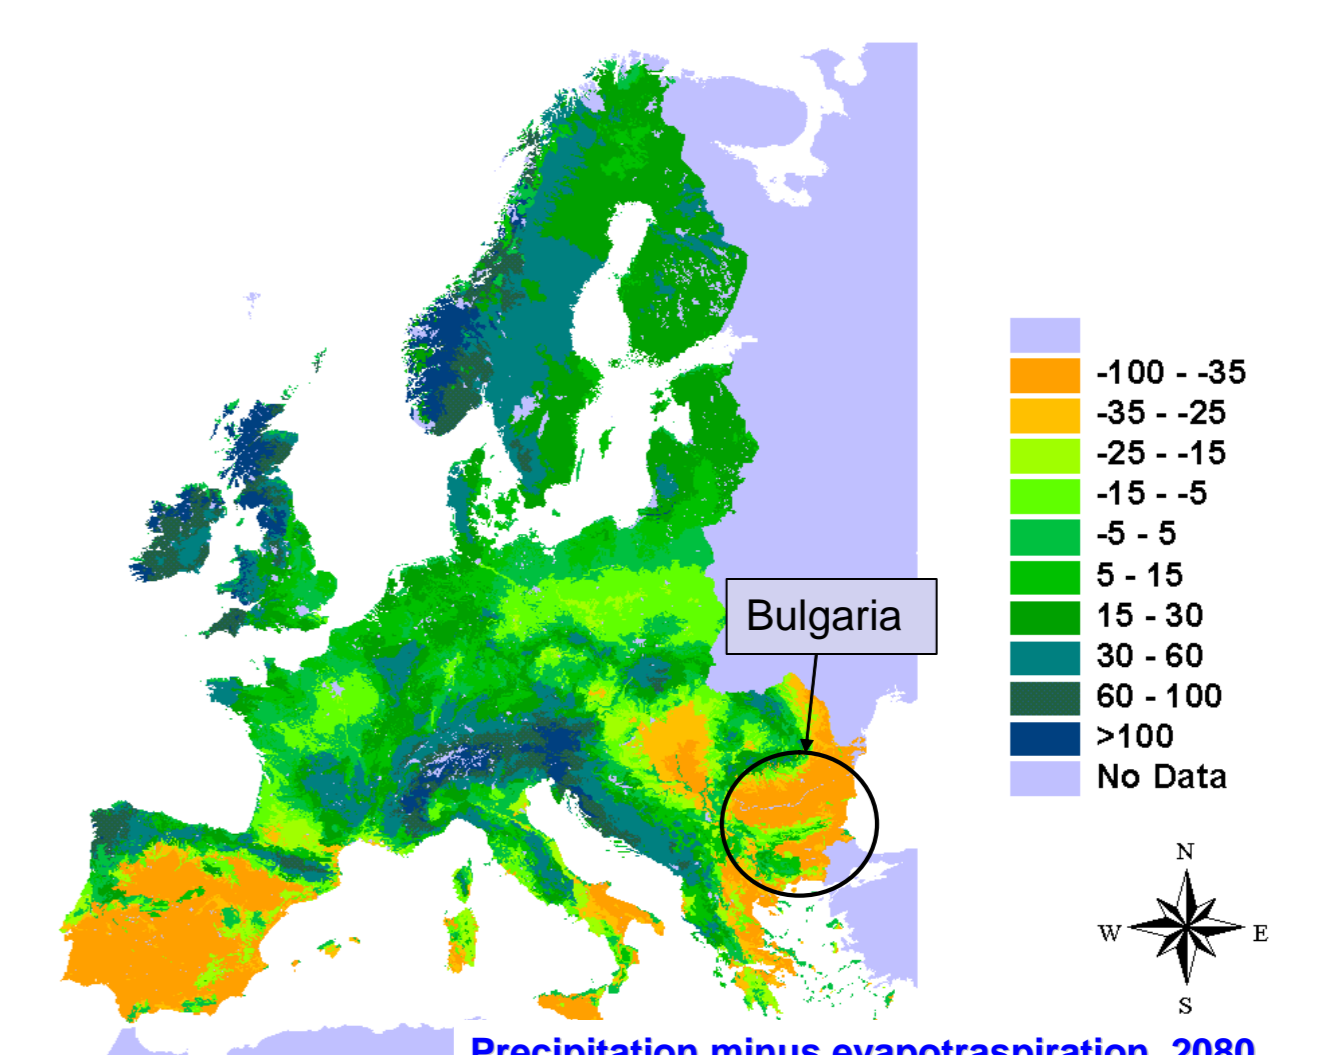 Bulgaria
-100 - -35
-35 - -25
-25 - -15
-15 - -5
-5 - 5
5 - 15
15 - 30
30 - 60
60 - 100
>100
No Data
N
W E
S
Precipitation minus evapotraspiration, 2080